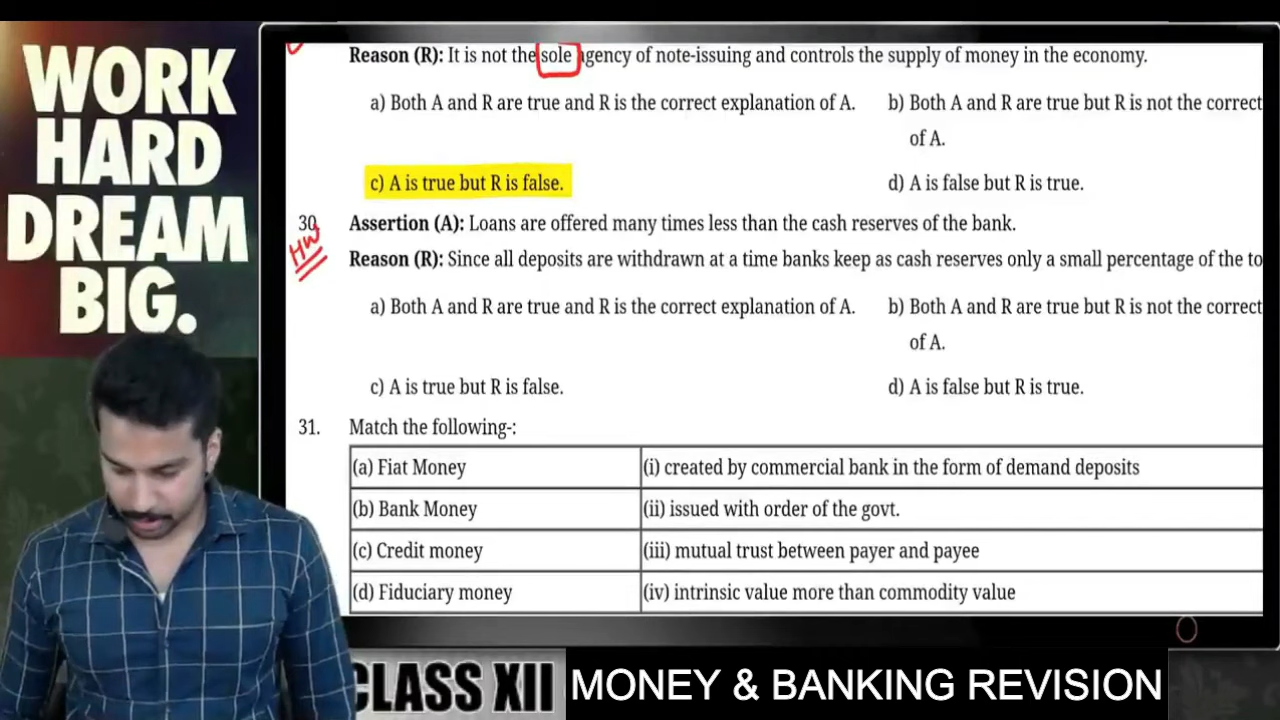 WORK
HARD
DREAM
BIG.
Reason (R): It is not the sole agency of note-issuing and controls the supply of money in the economy.
a) Both A and R are true and R is the correct explanation of A.
b) Both A and R are true but R is not the correct
of A.
c) A is true but R is false.
d) A is false but R is true.
30
HW
Assertion (A): Loans are offered many times less than the cash reserves of the bank.
Reason (R): Since all deposits are withdrawn at a time banks keep as cash reserves only a small percentage of the to
a) Both A and R are true and R is the correct explanation of A.
b) Both A and R are true but R is not the correct
of A.
c) A is true but R is false.
d) A is false but R is true.
31. Match the following-:
(a) Fiat Money (i) created by commercial bank in the form of demand deposits
(b) Bank Money (ii) issued with order of the govt.
(c) Credit money (iii) mutual trust between payer and payee
(d) Fiduciary money (iv) intrinsic value more than commodity value
CLASS XII MONEY & BANKING REVISION